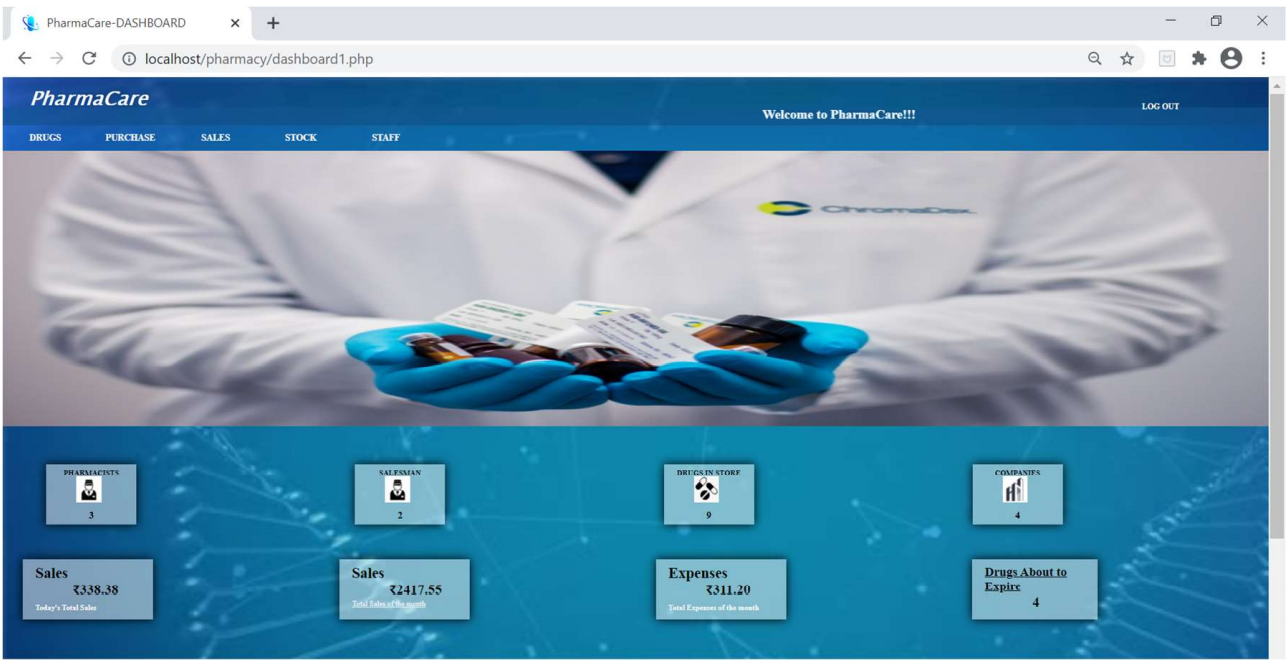 PharmaCare-DASHBOARD
localhost/pharmacy/dashboard1.php
PharmaCare
Welcome to PharmaCare!!!
LOG OUT
DRUGS PURCHASE SALES STOCK STAFF
ChromaDex
PHARMACISTS
3
SALESMAN
2
DRUGS IN STORE
9
COMPANIES
4
Sales
₹338.38
Today's Total Sales
Sales
₹2417.55
Total Sales of the month
Expenses
₹311.20
Total Expenses of the month
Drugs About to
Expire
4